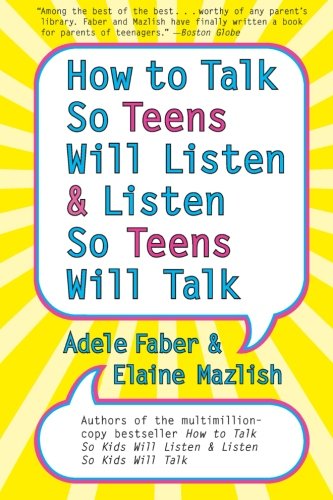 “Among the best of the best. . .worthy of any parent’s
library. Faber and Mazlish have finally written a book
for parents of teenagers.” —Boston Globe
How to Talk
So Teens
Will Listen
& Listen
So Teens
Will Talk
Adele Faber &
Elaine Mazlish
Authors of the multimillion-
copy bestseller How to Talk
So Kids Will Listen & Listen
So Kids Will Talk